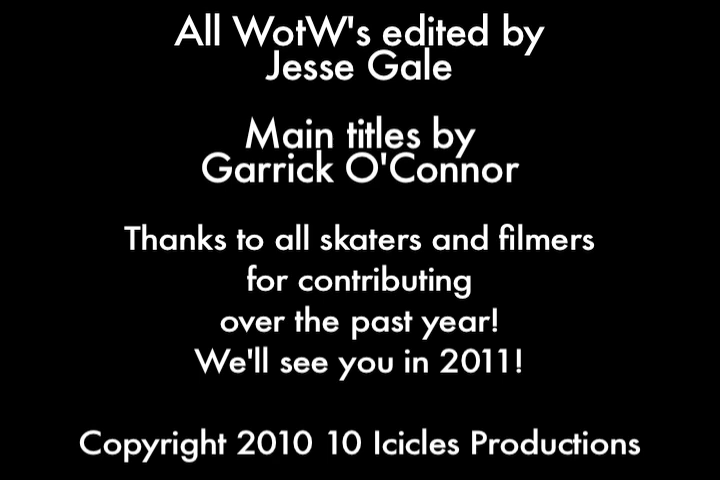 All WotW's edited by
Jesse Gale
Main titles by
Garrick O'Connor
Thanks to all skaters and filmers
for contributing
over the past year!
We'll see you in 2011!
Copyright 2010 10 Icicles Productions